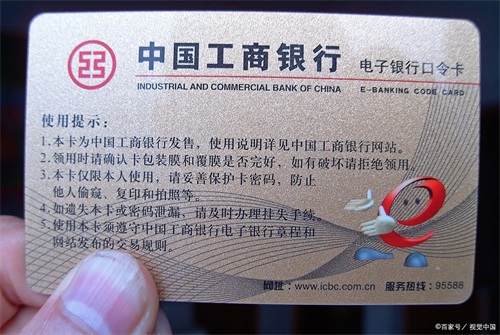 中国工商银行
电子银行口令卡
INDUSTRIAL AND COMMERCIAL BANK OF CHINA
E-BANKING CODE CARD
使用提示：
1.本卡为中国工商银行发售，使用说明详见中国工商银行网站。
2.领用时请确认卡包装膜和覆膜是否完好，如有破坏请拒绝领用。
3.本卡仅限本人使用，请妥善保护卡密码，防止
他人偷窥、复印和拍照等。
4.如遗失本卡或密码泄漏，请及时办理挂失手续。
5.使用本卡须遵守中国工商银行电子银行章程和
网站发布的交易规则。
网址：www.icbc.com.cn 服务热线：95588
©百家号／视觉中国